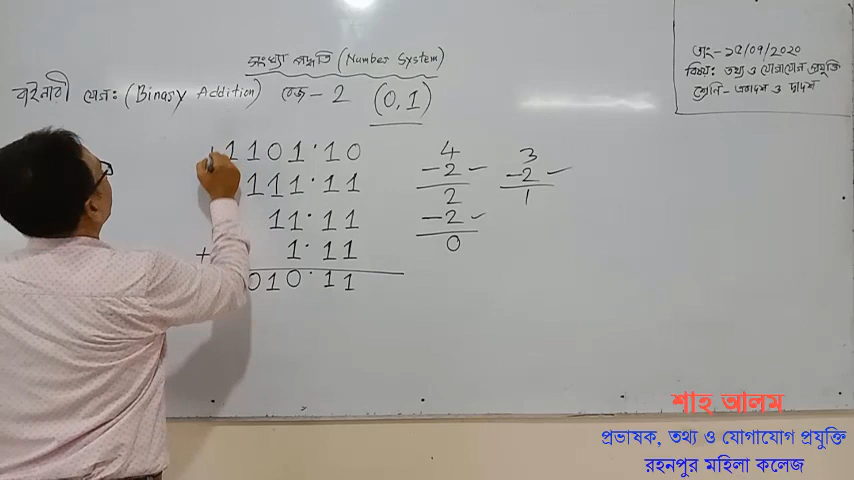 সংখ্যা পদ্ধতি (Number System)
তাং- ১৫/০৭/২০২০
বিষয়: তথ্য ও যোগাযোগ প্রযুক্তি
শ্রেণি- একাদশ ও দ্বাদশ
বাইনারী যোগ: (Binary Addition) বেজ - 2 (0,1)
1101.10
111.11
11.11
+ 1.11
010.11
4
-2
2
-2
0
3
-2
1
শাহ আলম
প্রভাষক, তথ্য ও যোগাযোগ প্রযুক্তি
রহনপুর মহিলা কলেজ